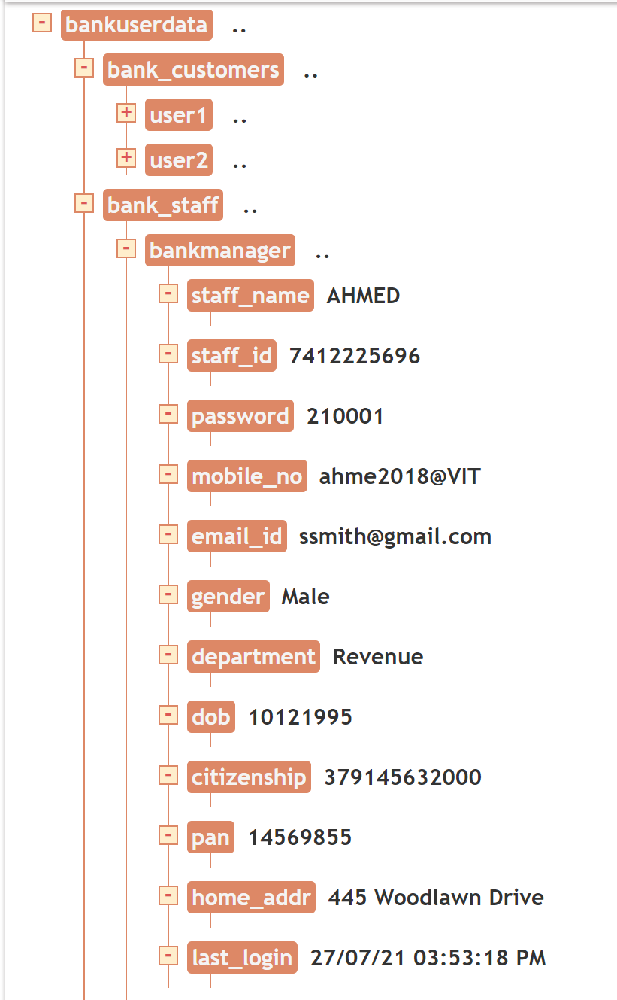 - bankuserdata ..
- bank_customers ..
+ user1 ..
+ user2 ..
- bank_staff ..
- bankmanager ..
- staff_name AHMED
- staff_id 7412225696
- password 210001
- mobile_no ahme2018@VIT
- email_id ssmith@gmail.com
- gender Male
- department Revenue
- dob 10121995
- citizenship 379145632000
- pan 14569855
- home_addr 445 Woodlawn Drive
- last_login 27/07/21 03:53:18 PM